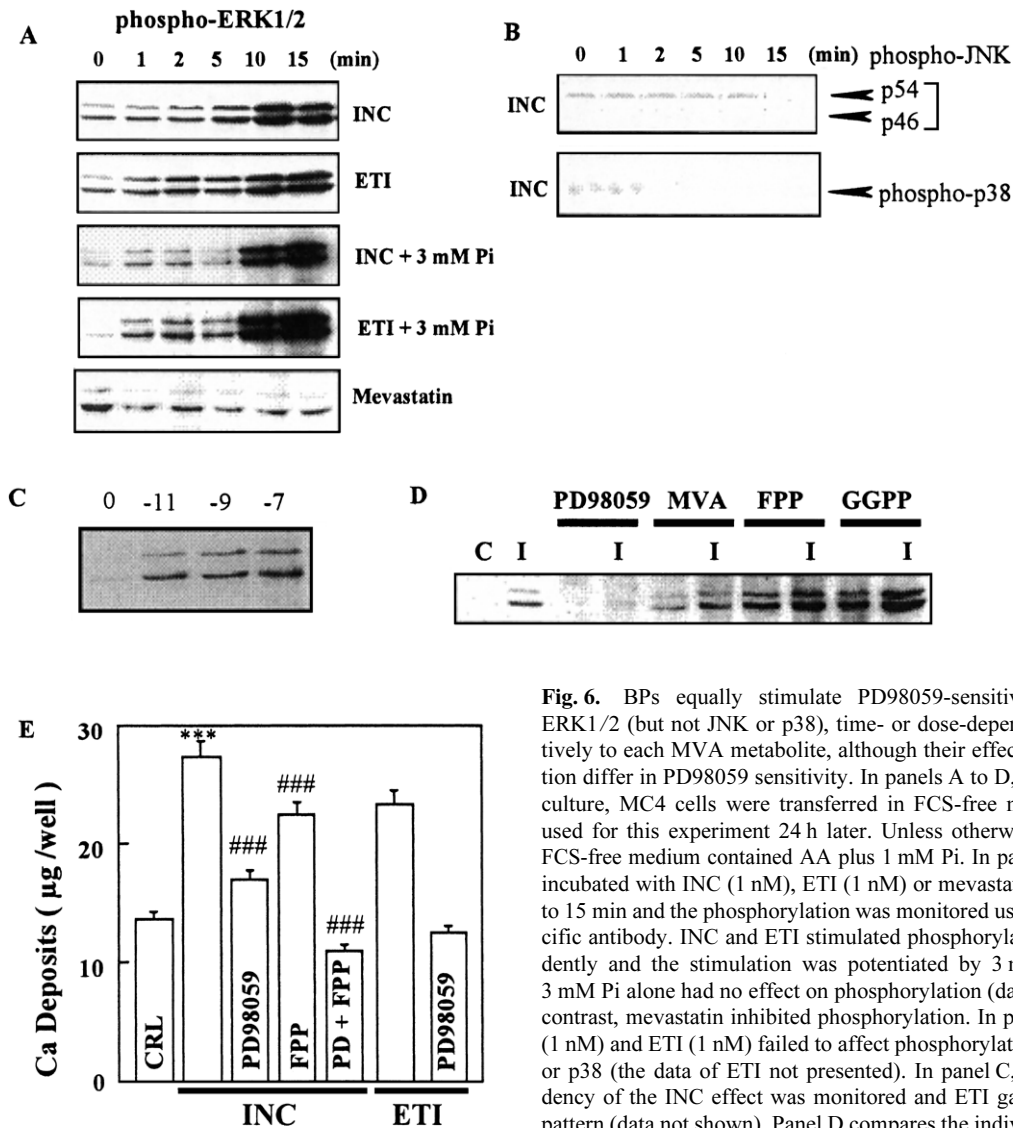 A
phospho-ERK1/2
0 1 2 5 10 15 (min)
INC
ETI
INC + 3 mM Pi
ETI + 3 mM Pi
Mevastatin
B
0 1 2 5 10 15 (min) phospho-JNK
INC
p54
p46
INC
phospho-p38
C
0 -11 -9 -7
D
PD98059 MVA FPP GGPP
C I I I I I
E
Ca Deposits ( µg /well)
30
20
10
0
*** ### ### ###
CRL PD98059 FPP PD + FPP PD98059
INC ETI
Fig. 6. BPs equally stimulate PD98059-sensitiv
ERK1/2 (but not JNK or p38), time- or dose-depen
tively to each MVA metabolite, although their effec
tion differ in PD98059 sensitivity. In panels A to D,
culture, MC4 cells were transferred in FCS-free m
used for this experiment 24 h later. Unless otherw
FCS-free medium contained AA plus 1 mM Pi. In pa
incubated with INC (1 nM), ETI (1 nM) or mevasta
to 15 min and the phosphorylation was monitored us
cific antibody. INC and ETI stimulated phosphoryla
dently and the stimulation was potentiated by 3 m
3 mM Pi alone had no effect on phosphorylation (da
contrast, mevastatin inhibited phosphorylation. In p
(1 nM) and ETI (1 nM) failed to affect phosphorylat
or p38 (the data of ETI not presented). In panel C,
dency of the INC effect was monitored and ETI ga
pattern (data not shown). Panel D compares the indiv